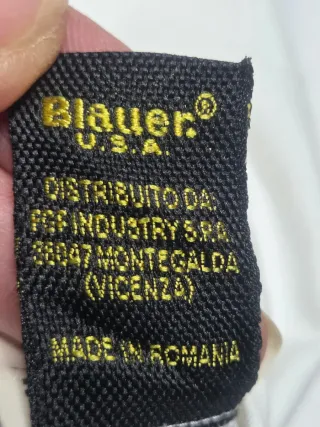 Blauer.®
U.S.A.
DISTRIBUITO DA:
FGF INDUSTRY S.P.A.
36047 MONTEGALDA
(VICENZA)
MADE IN ROMANIA